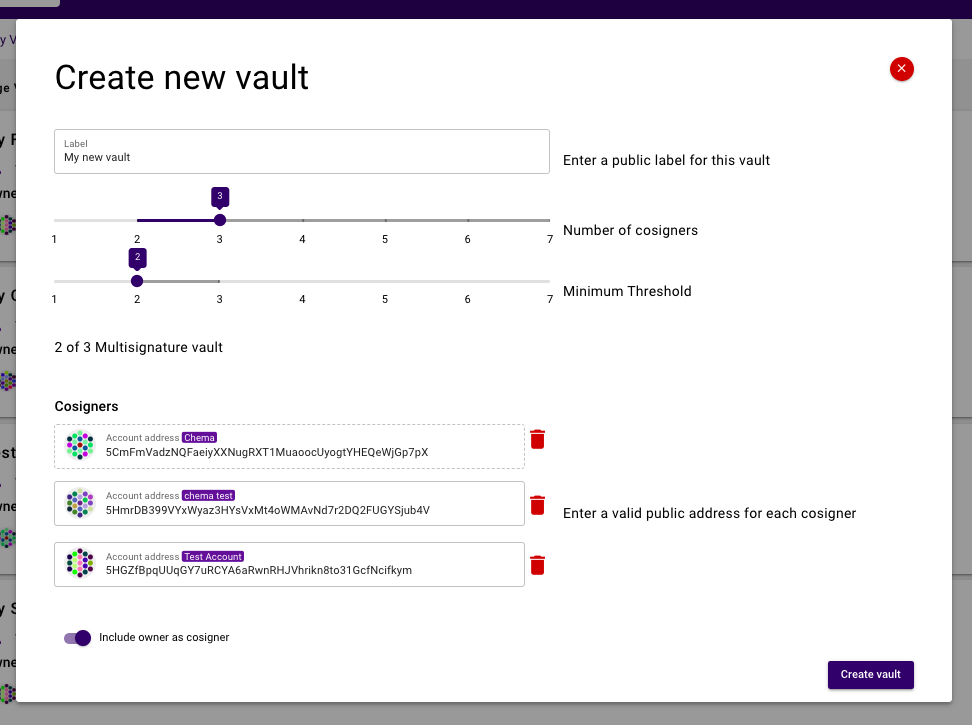 Create new vault
Label
My new vault
Enter a public label for this vault
3
1 2 3 4 5 6 7
Number of cosigners
2
1 2 3 4 5 6 7
Minimum Threshold
2 of 3 Multisignature vault
Cosigners
Account address Chema
5CmFmVadzNQFaeiyXXNugRXT1MuaoocUyogtYHEQeWjGp7pX
Account address chema test
5HmrDB399VYxWyaz3HYsVxMt4oWMAvNd7r2DQ2FUGYSjub4V
Enter a valid public address for each cosigner
Account address Test Account
5HGZfBpqUUqGY7uRCYA6aRwnRHJVhrikn8to31GcfNcifkym
Include owner as cosigner
Create vault